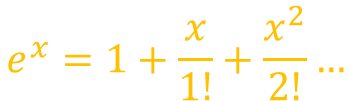 e^x = 1 + x/1! + x^2/2! ...